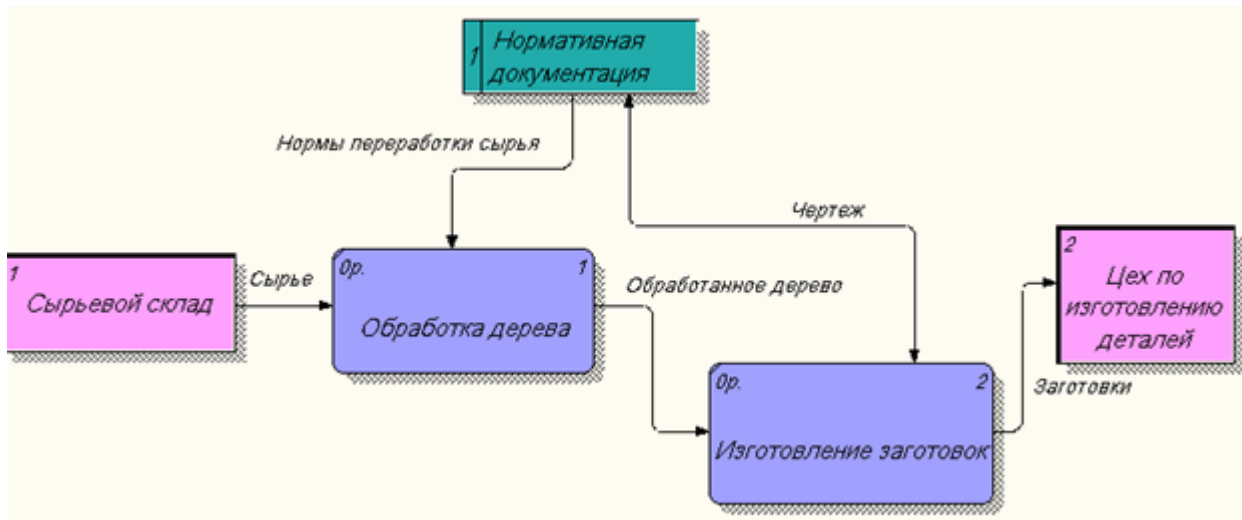 1
Нормативная
документация
Нормы переработки сырья
Чертеж
1
Сырьевой склад
Сырье
0р.
1
Обработка дерева
Обработанное дерево
0р.
2
Изготовление заготовок
2
Цех по
изготовлению
деталей
Заготовки